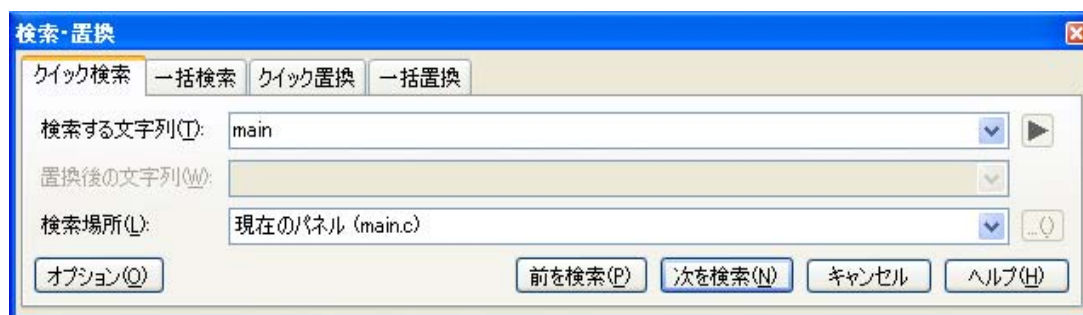 検索・置換
クイック検索 一括検索 クイック置換 一括置換
検索する文字列(T): main
置換後の文字列(W):
検索場所(L): 現在のパネル (main.c)
...()
オプション(O) 前を検索(P) 次を検索(N) キャンセル ヘルプ(H)